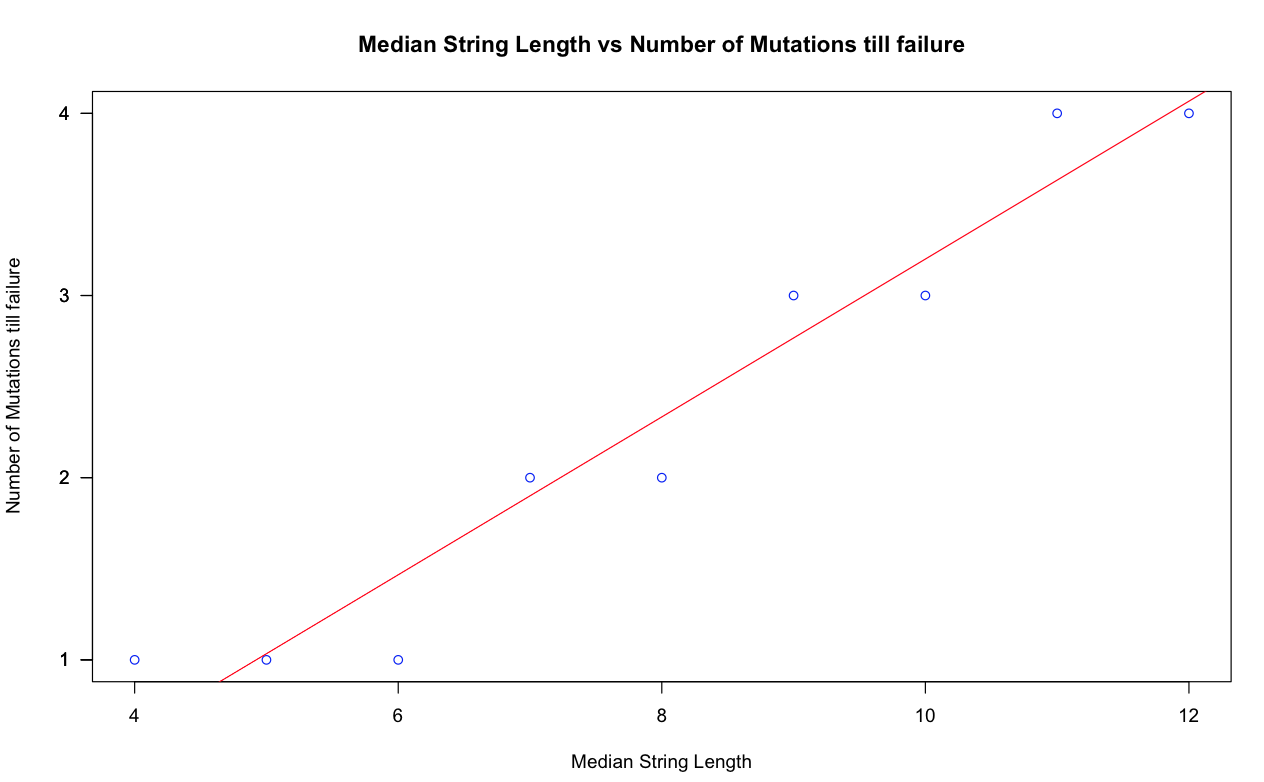 Median String Length vs Number of Mutations till failure
Number of Mutations till failure
4
3
2
1
4 6 8 10 12
Median String Length